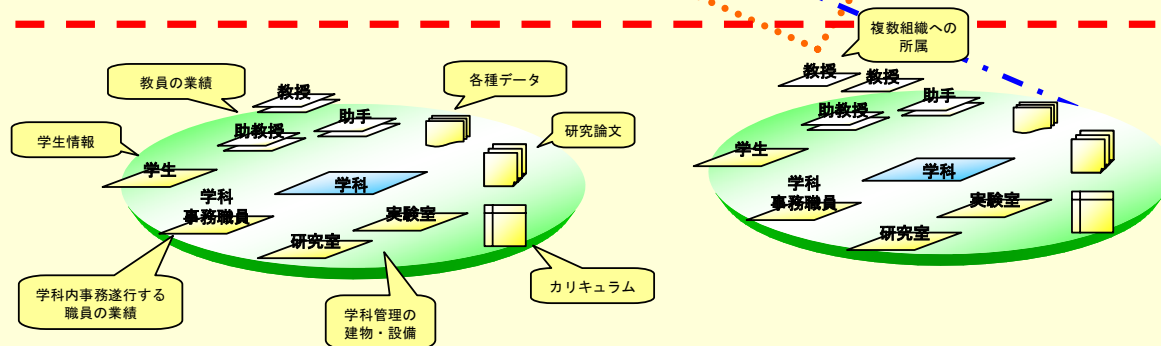 複数組織への
所属
教員の業績
各種データ
教授
助手
助教授
学生情報
研究論文
学生
学科
学科
事務職員
実験室
研究室
学科内事務遂行する
職員の業績
学科管理の
建物・設備
カリキュラム
教授
教授
助手
助教授
学生
学科
学科
事務職員
実験室
研究室